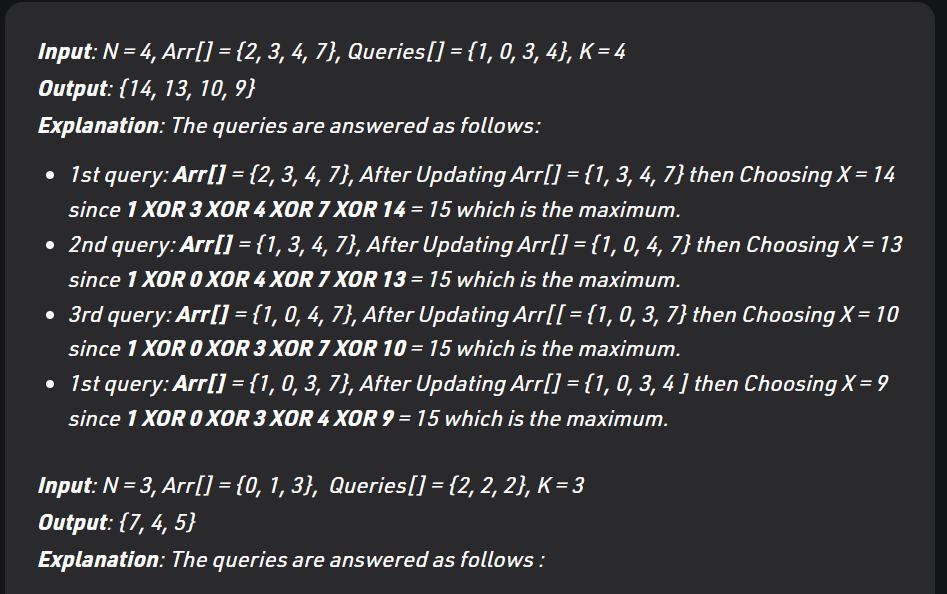 Input: N = 4, Arr[] = {2, 3, 4, 7}, Queries[] = {1, 0, 3, 4}, K = 4
Output: {14, 13, 10, 9}
Explanation: The queries are answered as follows:
• 1st query: Arr[] = {2, 3, 4, 7}, After Updating Arr[] = {1, 3, 4, 7} then Choosing X = 14
since 1 XOR 3 XOR 4 XOR 7 XOR 14 = 15 which is the maximum.
• 2nd query: Arr[] = {1, 3, 4, 7}, After Updating Arr[] = {1, 0, 4, 7} then Choosing X = 13
since 1 XOR 0 XOR 4 XOR 7 XOR 13 = 15 which is the maximum.
• 3rd query: Arr[] = {1, 0, 4, 7}, After Updating Arr[[ = {1, 0, 3, 7} then Choosing X = 10
since 1 XOR 0 XOR 3 XOR 7 XOR 10 = 15 which is the maximum.
• 1st query: Arr[] = {1, 0, 3, 7}, After Updating Arr[] = {1, 0, 3, 4 ] then Choosing X = 9
since 1 XOR 0 XOR 3 XOR 4 XOR 9 = 15 which is the maximum.
Input: N = 3, Arr[] = {0, 1, 3}, Queries[] = {2, 2, 2}, K = 3
Output: {7, 4, 5}
Explanation: The queries are answered as follows :